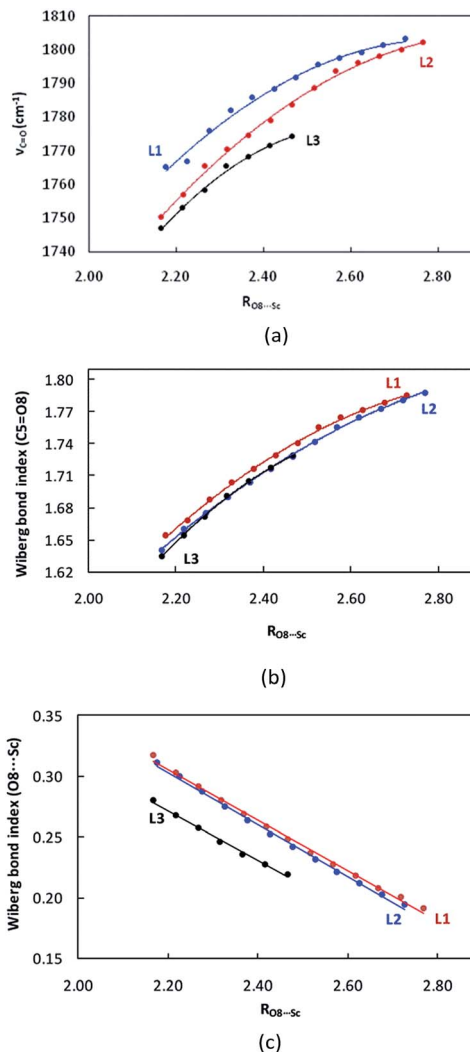 1810
1800
1790
1780
1770
1760
1750
1740
νC=O (cm-1)
L1
L2
L3
2.00 2.20 2.40 2.60 2.80
RO8···Sc
(a)
1.80
1.77
1.74
1.71
1.68
1.65
1.62
Wiberg bond index (C5=O8)
L1
L2
L3
2.00 2.20 2.40 2.60 2.80
RO8···Sc
(b)
0.35
0.30
0.25
0.20
0.15
Wiberg bond index (O8···Sc)
L3
L2
L1
2.00 2.20 2.40 2.60 2.80
RO8···Sc
(c)